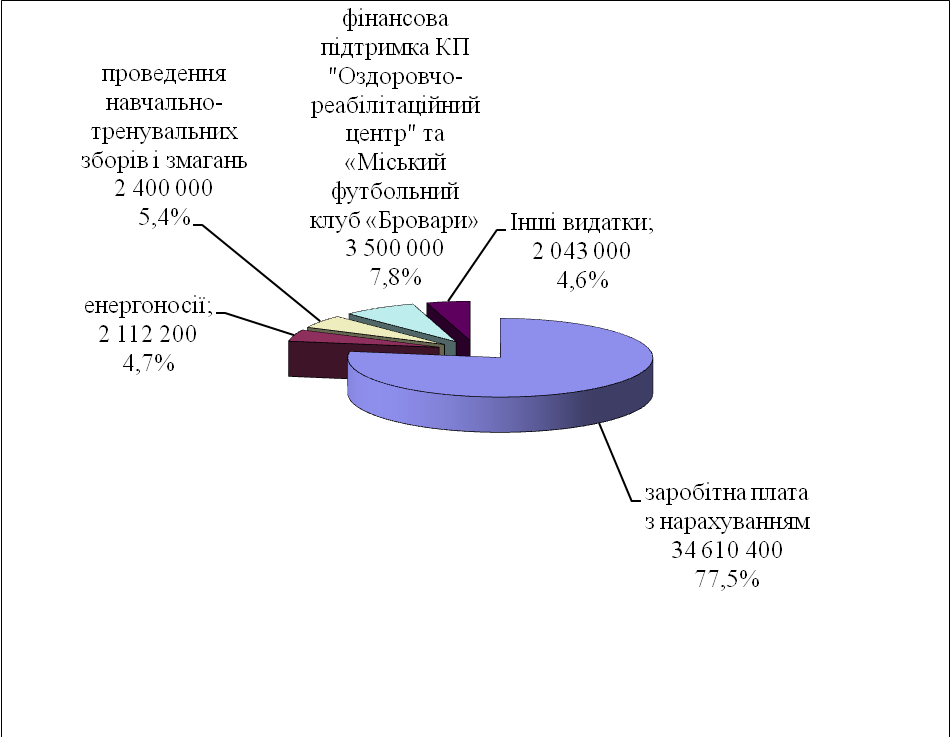 фінансова
підтримка КП
"Оздоровчо-
реабілітаційний
центр" та
«Міський
футбольний
клуб «Бровари»
3 500 000
7,8%
проведення
навчально-
тренувальних
зборів і змагань
2 400 000
5,4%
Інші видатки;
2 043 000
4,6%
енергоносії;
2 112 200
4,7%
заробітна плата
з нарахуванням
34 610 400
77,5%